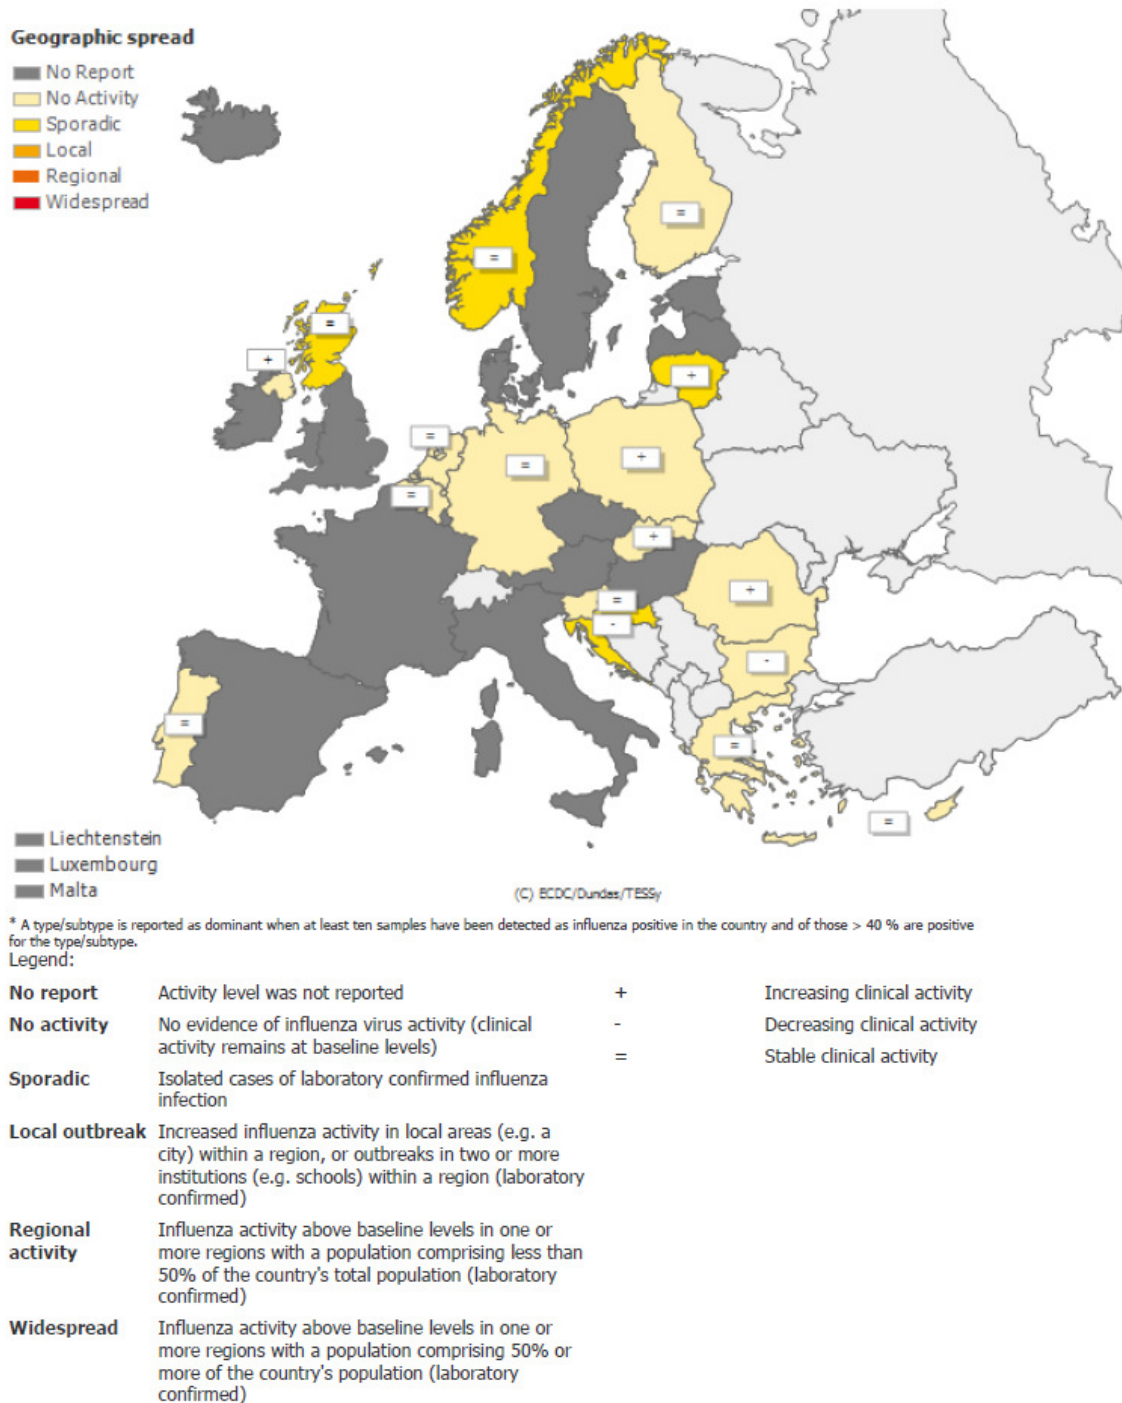 Geographic spread
No Report
No Activity
Sporadic
Local
Regional
Widespread
=
=
=
+
+
=
=
+
=
+
=
+
-
-
=
=
=
Liechtenstein
Luxembourg
Malta
(C) ECDC/Dundas/TESSy
* A type/subtype is reported as dominant when at least ten samples have been detected as influenza positive in the country and of those > 40 % are positive
for the type/subtype.
Legend:
No report Activity level was not reported + Increasing clinical activity
No activity No evidence of influenza virus activity (clinical - Decreasing clinical activity
activity remains at baseline levels) = Stable clinical activity
Sporadic Isolated cases of laboratory confirmed influenza
infection
Local outbreak Increased influenza activity in local areas (e.g. a
city) within a region, or outbreaks in two or more
institutions (e.g. schools) within a region (laboratory
confirmed)
Regional Influenza activity above baseline levels in one or
activity more regions with a population comprising less than
50% of the country's total population (laboratory
confirmed)
Widespread Influenza activity above baseline levels in one or
more regions with a population comprising 50% or
more of the country's population (laboratory
confirmed)